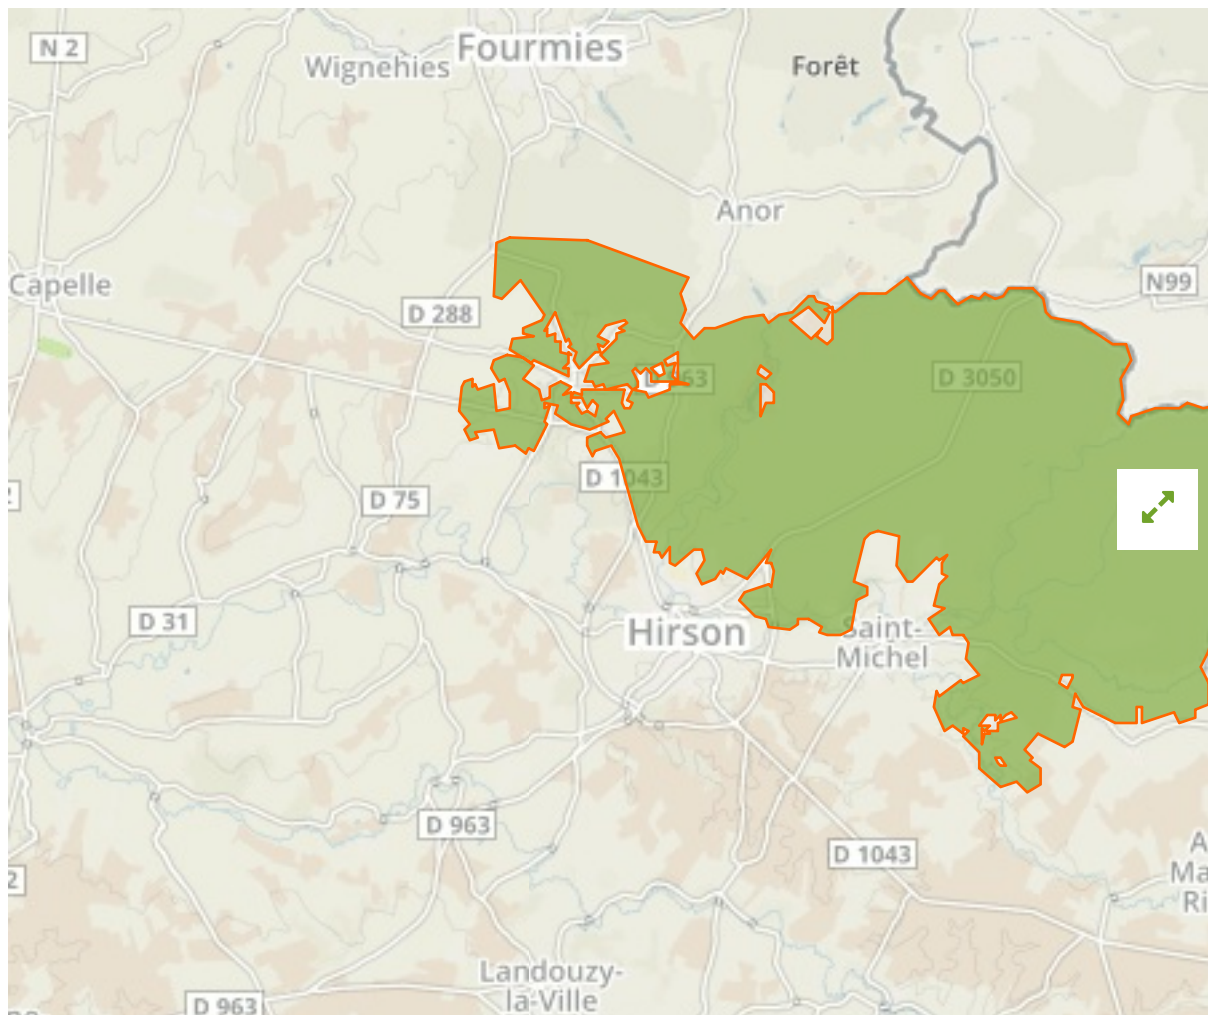 N 2
Fourmies
Wignehies
Forêt
Anor
Capelle
N99
D 288
D 3050
D 1043
D 75
D 31
Hirson
Saint-
Michel
D 963
D 1043
Landouzy-
la-Ville
D 963